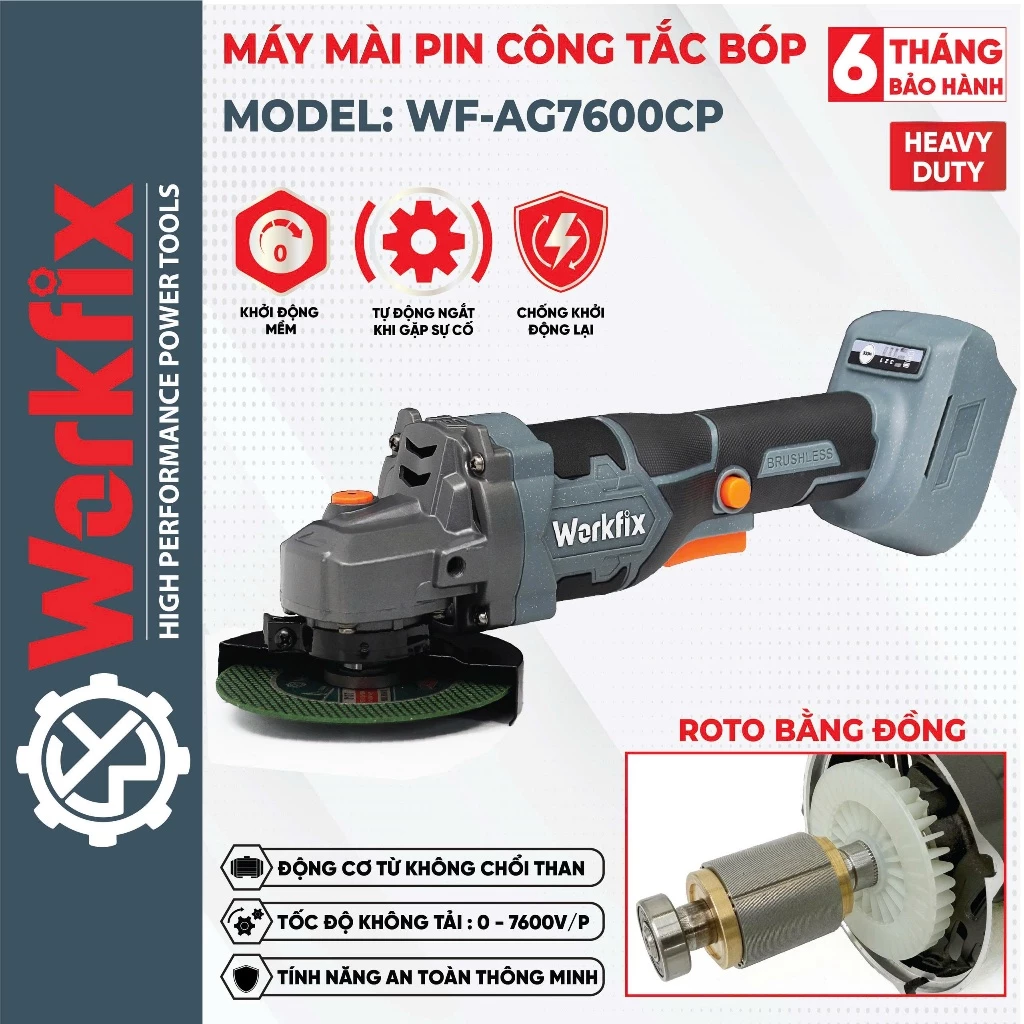 MÁY MÀI PIN CÔNG TẮC BÓP
MODEL: WF-AG7600CP
6 THÁNG
BẢO HÀNH
HEAVY
DUTY
Workfix
HIGH PERFORMANCE POWER TOOLS
0
KHỞI ĐỘNG
MỀM
TỰ ĐỘNG NGẮT
KHI GẶP SỰ CỐ
CHỐNG KHỞI
ĐỘNG LẠI
BRUSHLESS
Workfix
ROTO BẰNG ĐỒNG
ĐỘNG CƠ TỪ KHÔNG CHỔI THAN
TỐC ĐỘ KHÔNG TẢI : 0 - 7600V/P
TÍNH NĂNG AN TOÀN THÔNG MINH